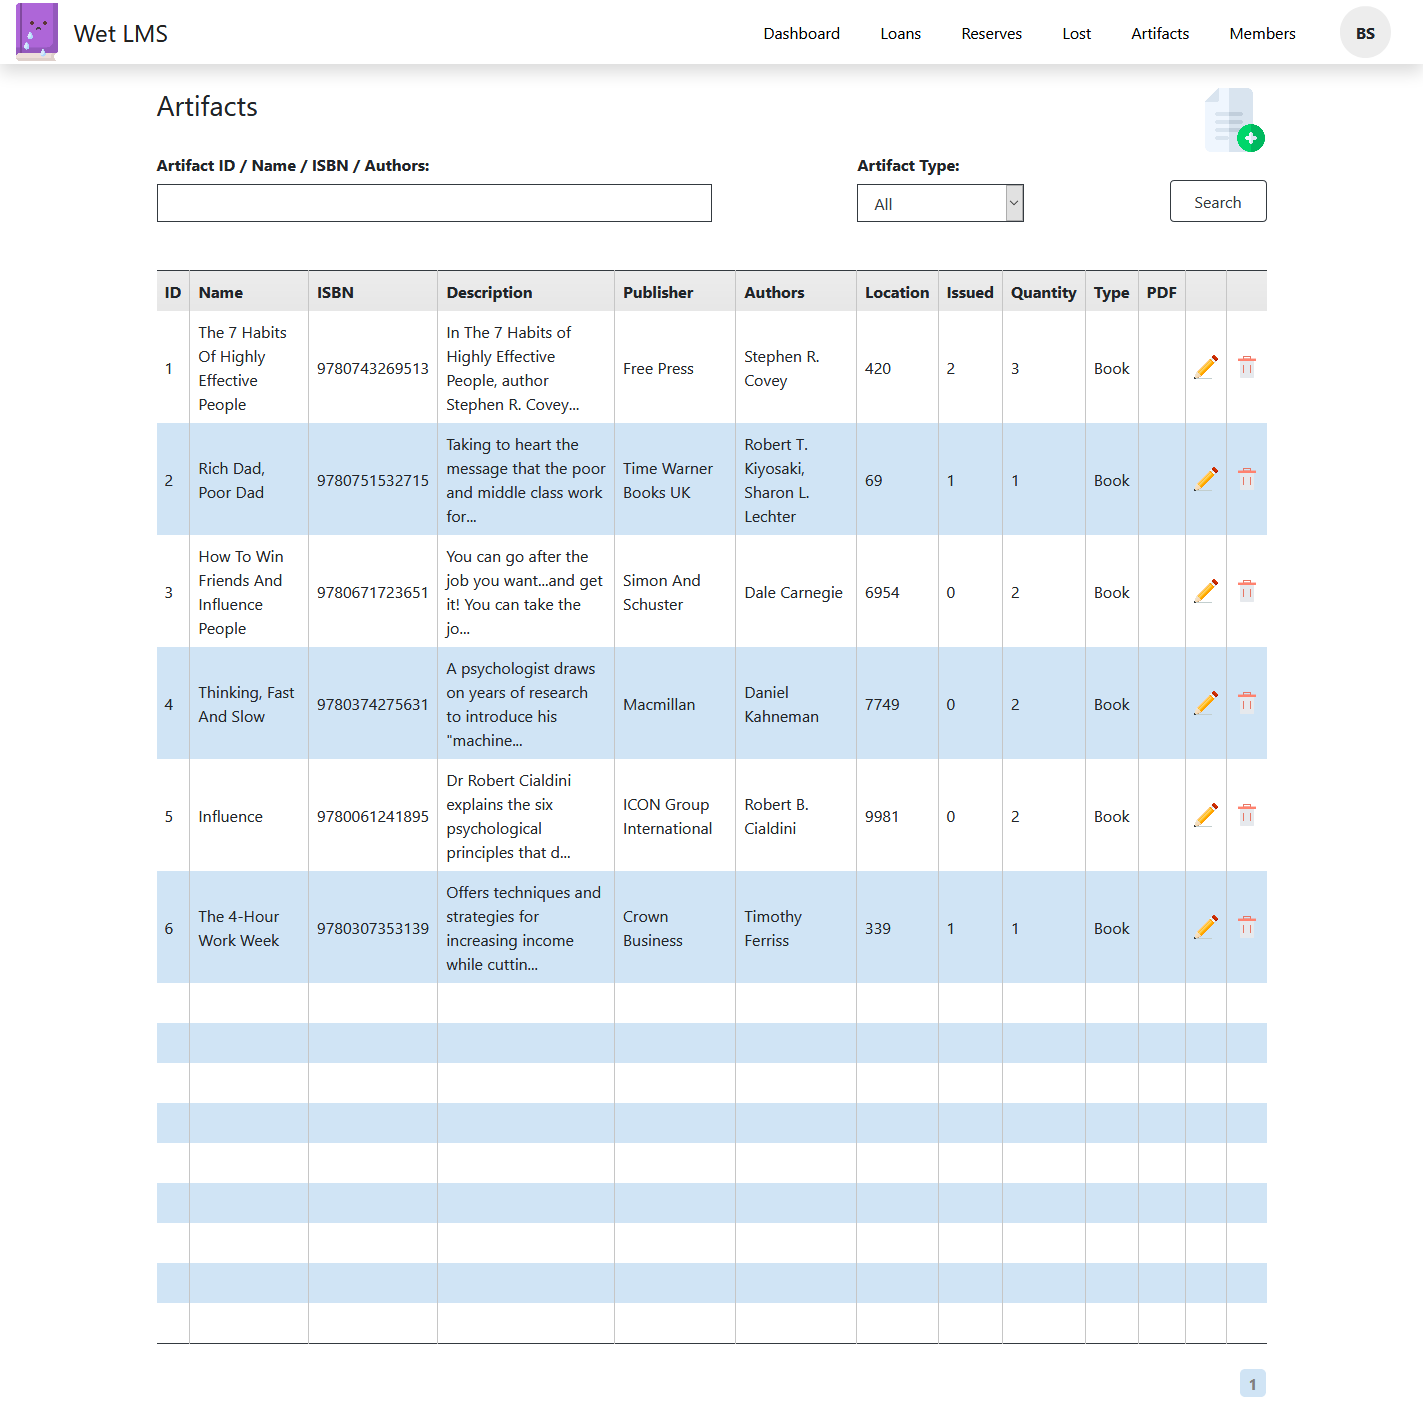 Wet LMS
Dashboard Loans Reserves Lost Artifacts Members BS
Artifacts
Artifact ID / Name / ISBN / Authors: Artifact Type:
All Search
ID Name ISBN Description Publisher Authors Location Issued Quantity Type PDF
1 The 7 Habits Of Highly Effective People 9780743269513 In The 7 Habits of Highly Effective People, author Stephen R. Covey... Free Press Stephen R. Covey 420 2 3 Book
2 Rich Dad, Poor Dad 9780751532715 Taking to heart the message that the poor and middle class work for... Time Warner Books UK Robert T. Kiyosaki, Sharon L. Lechter 69 1 1 Book
3 How To Win Friends And Influence People 9780671723651 You can go after the job you want...and get it! You can take the jo... Simon And Schuster Dale Carnegie 6954 0 2 Book
4 Thinking, Fast And Slow 9780374275631 A psychologist draws on years of research to introduce his "machine... Macmillan Daniel Kahneman 7749 0 2 Book
5 Influence 9780061241895 Dr Robert Cialdini explains the six psychological principles that d... ICON Group International Robert B. Cialdini 9981 0 2 Book
6 The 4-Hour Work Week 9780307353139 Offers techniques and strategies for increasing income while cuttin... Crown Business Timothy Ferriss 339 1 1 Book
1